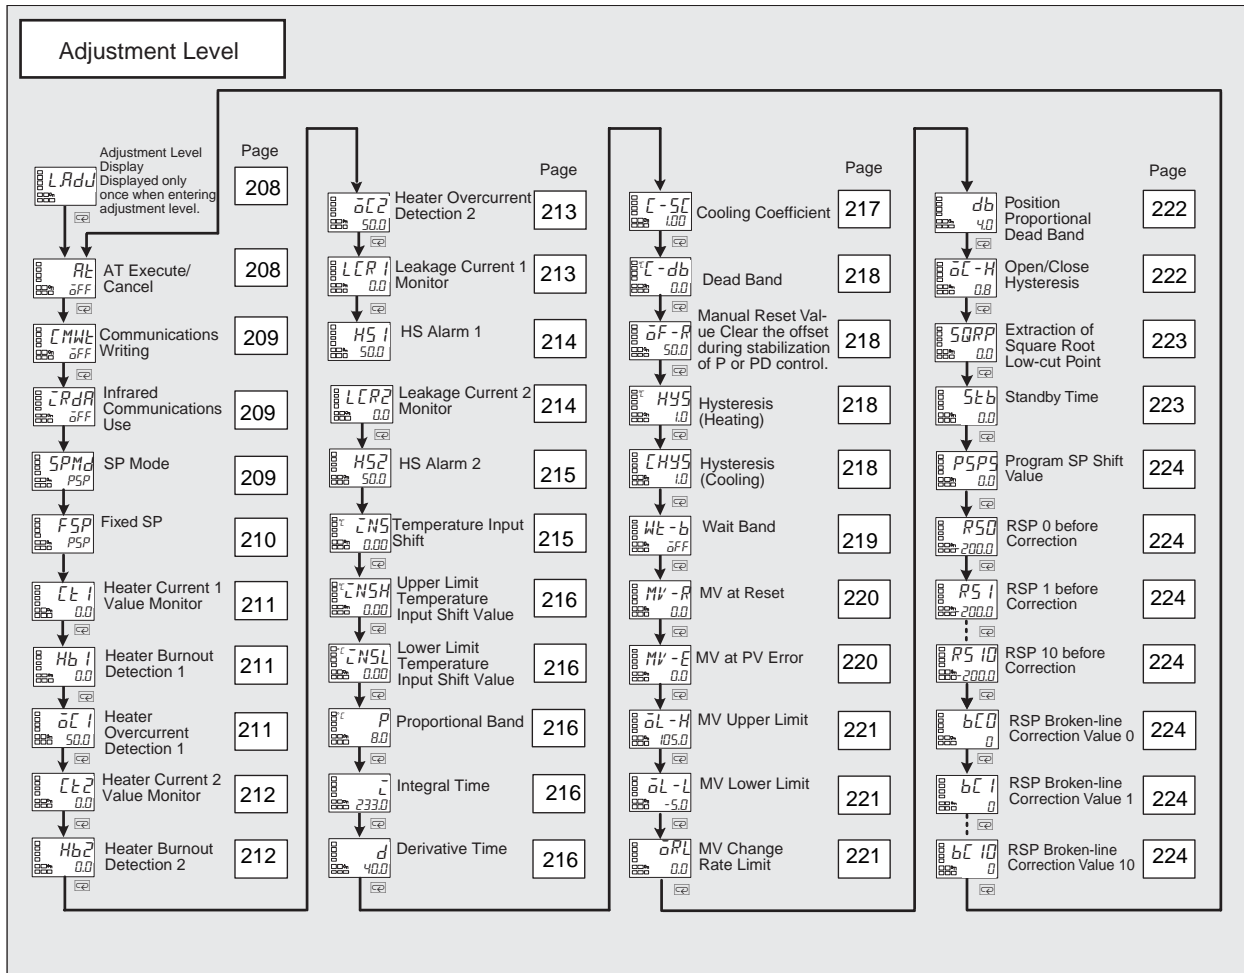 Adjustment Level
Page
L.AdJ
Adjustment Level
Display
Displayed only
once when entering
adjustment level.
208
At
oFF
AT Execute/
Cancel
208
CMWt
oFF
Communications
Writing
209
iRdA
oFF
Infrared
Communications
Use
209
SPMd
PSP
SP Mode
209
FSP
PSP
Fixed SP
210
Ct1
0.0
Heater Current 1
Value Monitor
211
Hb1
0.0
Heater Burnout
Detection 1
211
oC1
50.0
Heater
Overcurrent
Detection 1
211
Ct2
0.0
Heater Current 2
Value Monitor
212
Hb2
0.0
Heater Burnout
Detection 2
212
Page
oC2
50.0
Heater Overcurrent
Detection 2
213
LCR1
0.0
Leakage Current 1
Monitor
213
HS1
50.0
HS Alarm 1
214
LCR2
0.0
Leakage Current 2
Monitor
214
HS2
50.0
HS Alarm 2
215
°C
iNS
0.00
Temperature Input
Shift
215
°C
iNSH
0.00
Upper Limit
Temperature
Input Shift Value
216
°C
iNSL
0.00
Lower Limit
Temperature
Input Shift Value
216
°C
P
8.0
Proportional Band
216
i
233.0
Integral Time
216
d
40.0
Derivative Time
216
Page
C-SC
1.00
Cooling Coefficient
217
°C
C-db
0.0
Dead Band
218
oF-R
50.0
Manual Reset Val-
ue Clear the offset
during stabilization
of P or PD control.
218
°C
HYS
1.0
Hysteresis
(Heating)
218
CHYS
1.0
Hysteresis
(Cooling)
218
Wt-b
oFF
Wait Band
219
MV-R
0.0
MV at Reset
220
MV-E
0.0
MV at PV Error
220
oL-H
105.0
MV Upper Limit
221
oL-L
-5.0
MV Lower Limit
221
oRL
0.0
MV Change
Rate Limit
221
Page
db
4.0
Position
Proportional
Dead Band
222
oC-H
0.8
Open/Close
Hysteresis
222
SQRP
0.0
Extraction of
Square Root
Low-cut Point
223
Stb
0.0
Standby Time
223
PSPS
0.0
Program SP Shift
Value
224
RS0
-200.0
RSP 0 before
Correction
224
RS1
-200.0
RSP 1 before
Correction
224
RS10
-200.0
RSP 10 before
Correction
224
bC0
0
RSP Broken-line
Correction Value 0
224
bC1
0
RSP Broken-line
Correction Value 1
224
bC10
0
RSP Broken-line
Correction Value 10
224